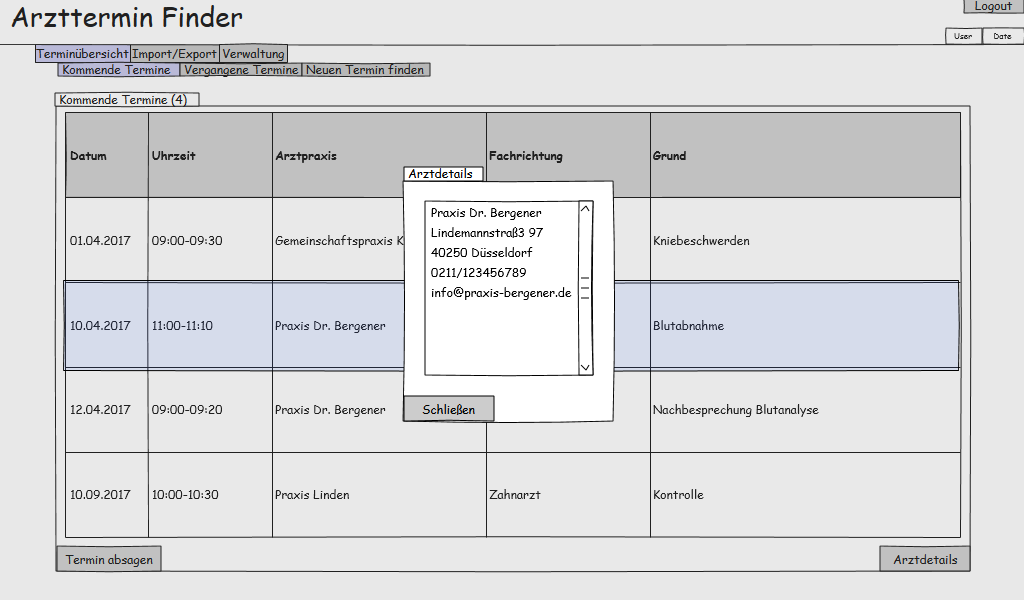 Arzttermin Finder
Logout
User
Date
Terminübersicht
Import/Export
Verwaltung
Kommende Termine
Vergangene Termine
Neuen Termin finden
Kommende Termine (4)
Datum
Uhrzeit
Arztpraxis
Fachrichtung
Grund
01.04.2017
09:00-09:30
Gemeinschaftspraxis K
Kniebeschwerden
10.04.2017
11:00-11:10
Praxis Dr. Bergener
Blutabnahme
12.04.2017
09:00-09:20
Praxis Dr. Bergener
Nachbesprechung Blutanalyse
10.09.2017
10:00-10:30
Praxis Linden
Zahnarzt
Kontrolle
Arztdetails
Praxis Dr. Bergener
Lindemannstraß3 97
40250 Düsseldorf
0211/123456789
info@praxis-bergener.de
Schließen
Termin absagen
Arztdetails